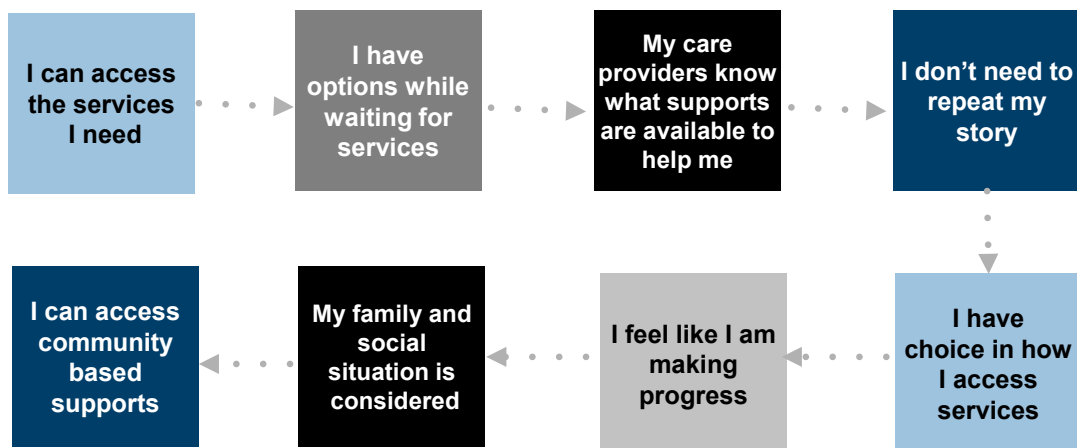 I can access
the services
I need
I have
options while
waiting for
services
My care
providers know
what supports
are available to
help me
I don’t need to
repeat my
story
I have
choice in how
I access
services
I feel like I am
making
progress
My family and
social
situation is
considered
I can access
community
based
supports